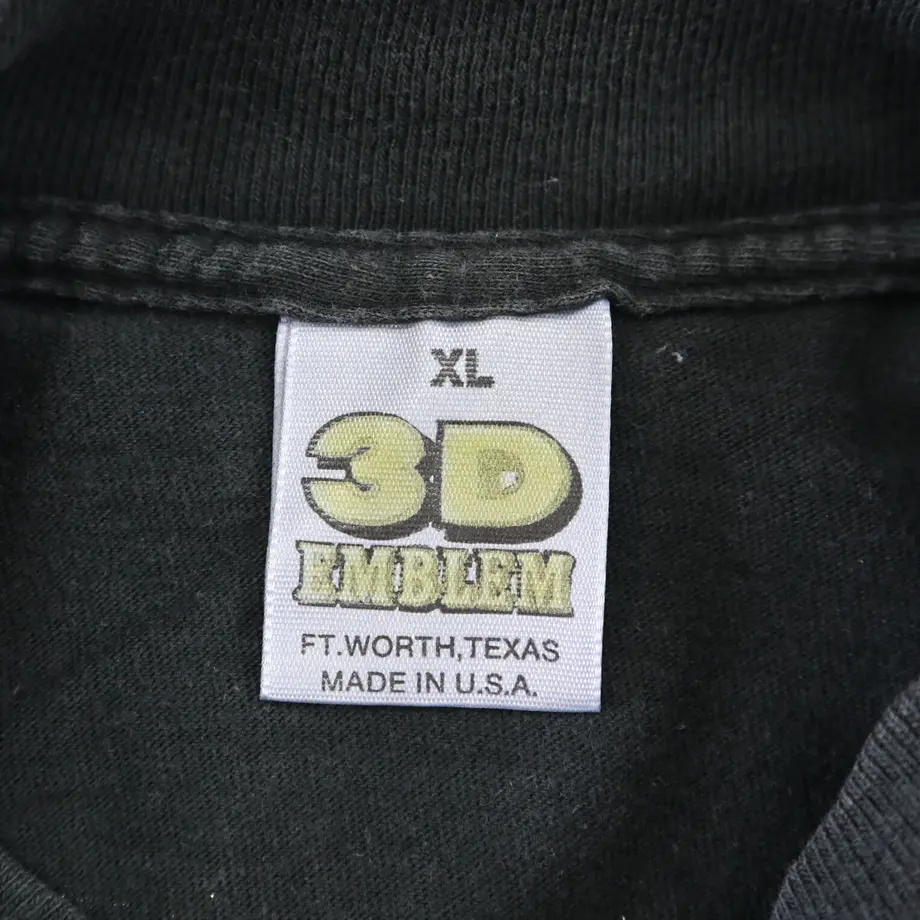 XL
3D
EMBLEM
FT.WORTH,TEXAS
MADE IN U.S.A.